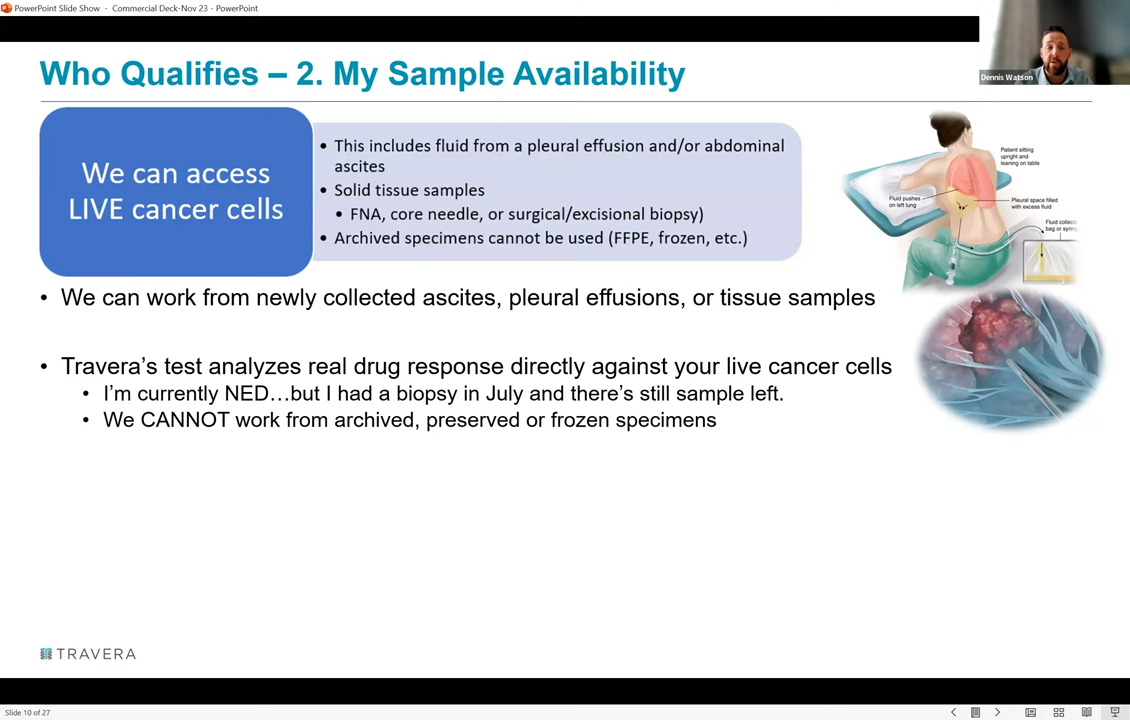 PowerPoint Slide Show - Commercial Deck-Nov 23 - PowerPoint
Dennis Watson
Who Qualifies – 2. My Sample Availability
We can access
LIVE cancer cells
• This includes fluid from a pleural effusion and/or abdominal
ascites
• Solid tissue samples
• FNA, core needle, or surgical/excisional biopsy)
• Archived specimens cannot be used (FFPE, frozen, etc.)
Patient sitting
upright and
leaning on table
Fluid pushes
on left lung
Pleural space filled
with excess fluid
Fluid collec
bag or syrin
• We can work from newly collected ascites, pleural effusions, or tissue samples
• Travera’s test analyzes real drug response directly against your live cancer cells
• I’m currently NED…but I had a biopsy in July and there’s still sample left.
• We CANNOT work from archived, preserved or frozen specimens
TRAVERA
Slide 10 of 27